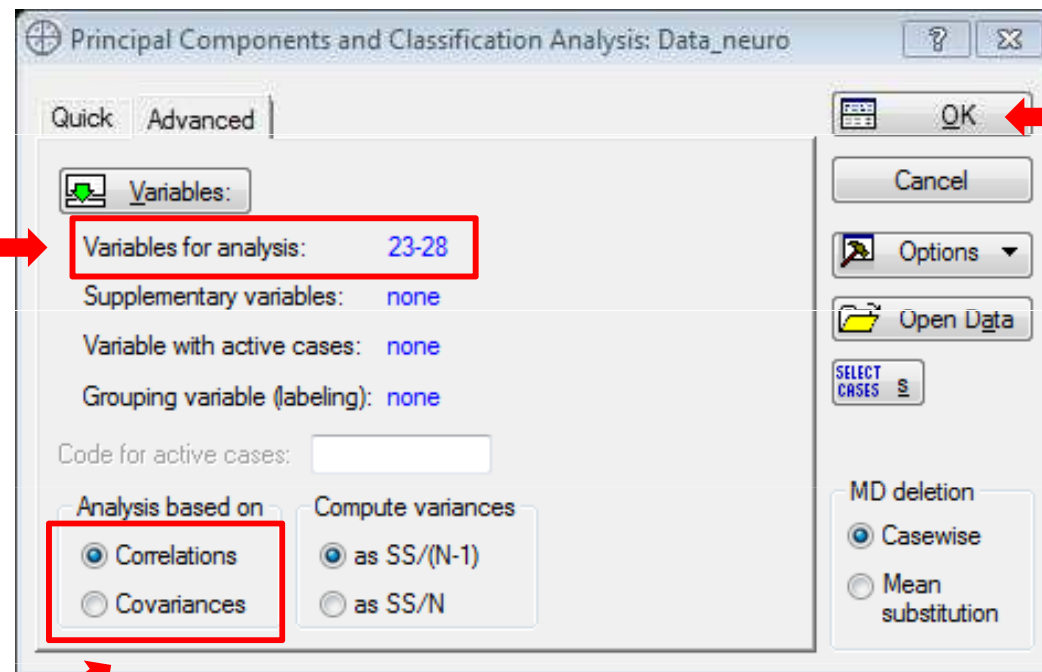 Principal Components and Classification Analysis: Data_neuro
?
Quick Advanced
Variables:
Variables for analysis: 23-28
Supplementary variables: none
Variable with active cases: none
Grouping variable (labeling): none
Code for active cases:
Analysis based on
Correlations
Covariances
Compute variances
as SS/(N-1)
as SS/N
OK
Cancel
Options
Open Data
SELECT
CASES S
MD deletion
Casewise
Mean
substitution